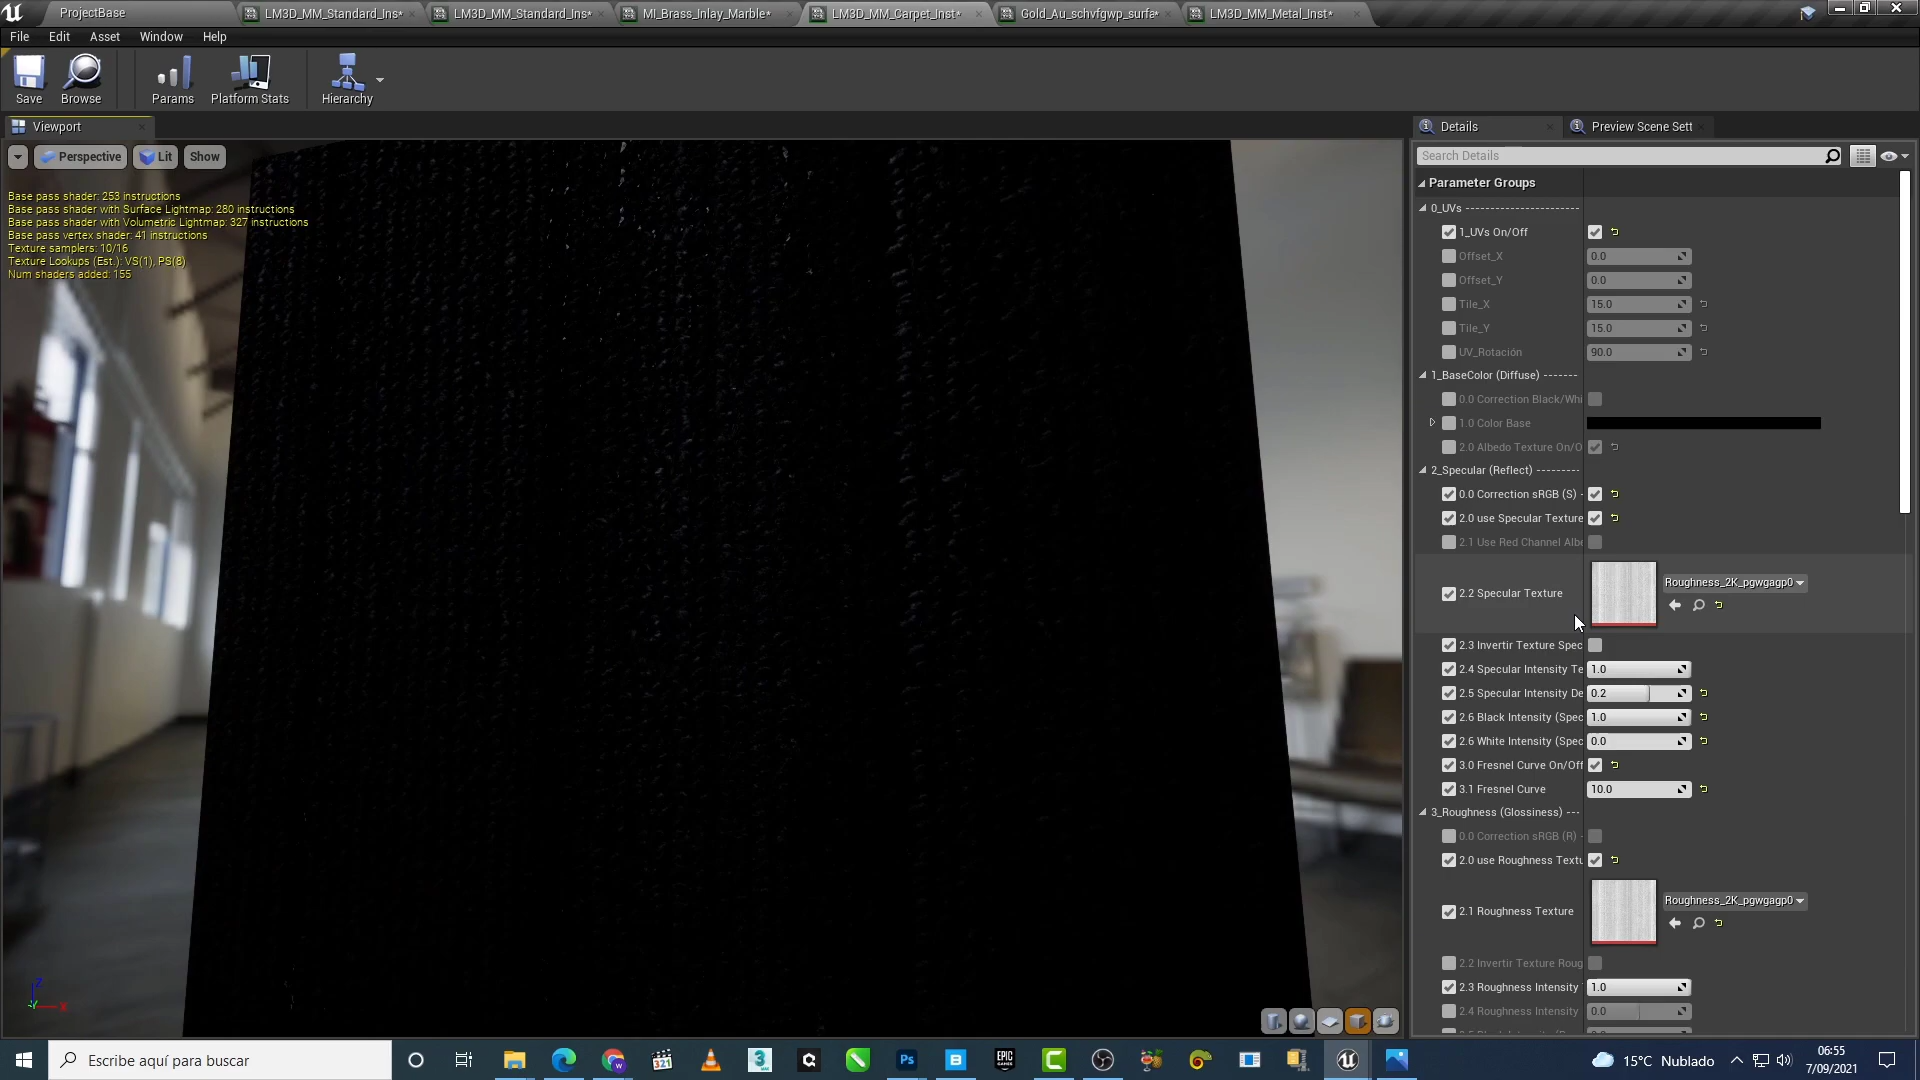 ProjectBase
LM3D_MM_Standard_Ins*
LM3D_MM_Standard_Ins*
MI_Brass_Inlay_Marble*
LM3D_MM_Carpet_Inst*
Gold_Au_schvfgwp_surfa*
LM3D_MM_Metal_Inst*
File Edit Asset Window Help
Save
Browse
Params
Platform Stats
Hierarchy
Viewport
Perspective
Lit
Show
Base pass shader: 253 instructions
Base pass shader with Surface Lightmap: 280 instructions
Base pass shader with Volumetric Lightmap: 327 instructions
Base pass vertex shader: 41 instructions
Texture samplers: 10/16
Texture Lookups (Est.): VS(1), PS(8)
Num shaders added: 155
Z
Y
X
Details
Preview Scene Sett
Search Details
Parameter Groups
0_UVs -----------------------
1_UVs On/Off
Offset_X 0.0
Offset_Y 0.0
Tile_X 15.0
Tile_Y 15.0
UV_Rotación 90.0
1_BaseColor (Diffuse) -------
0.0 Correction Black/Whi
1.0 Color Base
2.0 Albedo Texture On/O
2_Specular (Reflect) ---------
0.0 Correction sRGB (S) -
2.0 use Specular Texture
2.1 Use Red Channel Albe
2.2 Specular Texture
Roughness_2K_pgwgagp0
2.3 Invertir Texture Spec
2.4 Specular Intensity Te 1.0
2.5 Specular Intensity De 0.2
2.6 Black Intensity (Spec 1.0
2.6 White Intensity (Spec 0.0
3.0 Fresnel Curve On/Off
3.1 Fresnel Curve 10.0
3_Roughness (Glossiness) ---
0.0 Correction sRGB (R) -
2.0 use Roughness Textu
2.1 Roughness Texture
Roughness_2K_pgwgagp0
2.2 Invertir Texture Roug
2.3 Roughness Intensity 1.0
2.4 Roughness Intensity 0.0
Escribe aquí para buscar
321
3
Ps
B
EPIC GAMES
15°C Nublado
06:55
7/09/2021